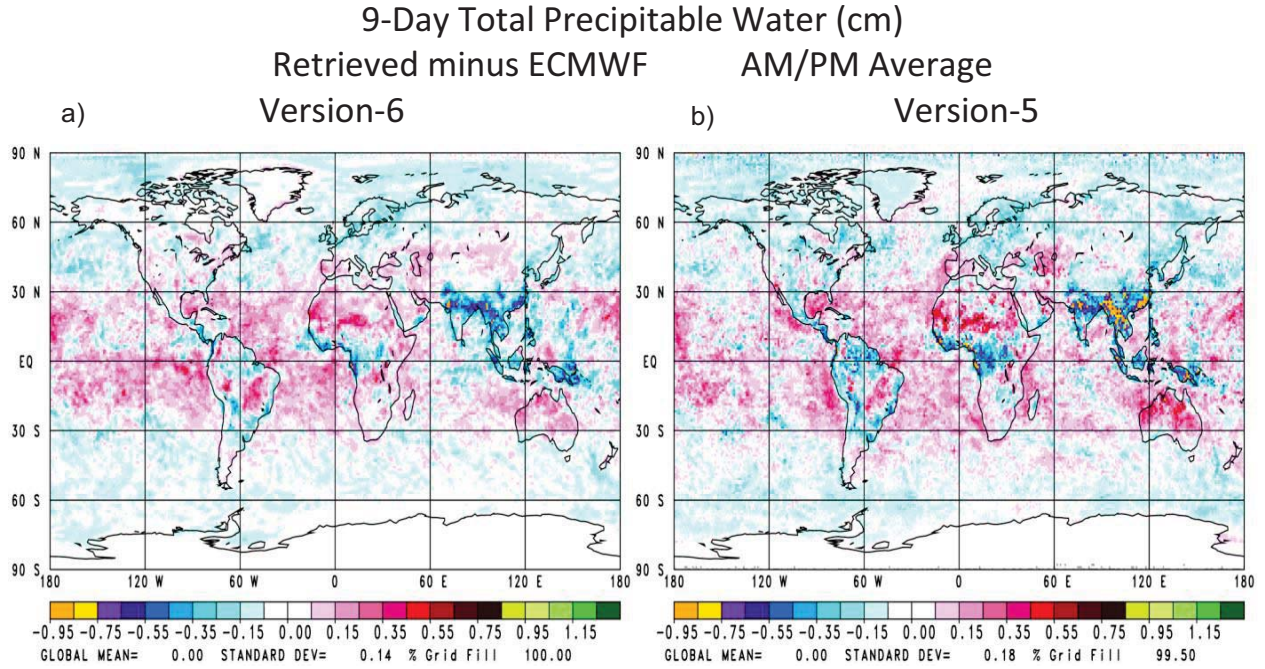 9-Day Total Precipitable Water (cm)
Retrieved minus ECMWF AM/PM Average
a) Version-6
b) Version-5
90 N
60 N
30 N
EQ
30 S
60 S
90 S
180 120 W 60 W 0 60 E 120 E 180
120 W 60 W 0 60 E 120 E 180
-0.95 -0.75 -0.55 -0.35 -0.15 0.00 0.15 0.35 0.55 0.75 0.95 1.15
GLOBAL MEAN= 0.00 STANDARD DEV= 0.14 % Grid Fill 100.00
90 N
60 N
30 N
EQ
30 S
60 S
90 S
-0.95 -0.75 -0.55 -0.35 -0.15 0.00 0.15 0.35 0.55 0.75 0.95 1.15
GLOBAL MEAN= 0.00 STANDARD DEV= 0.18 % Grid Fill 99.50